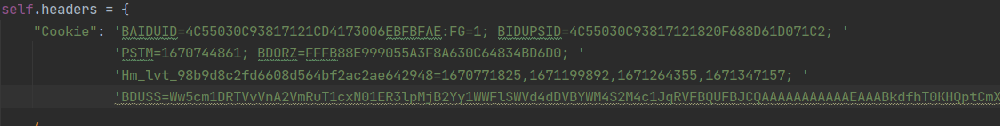 self.headers = {
"Cookie": 'BAIDUID=4C55030C93817121CD4173006EBFBFAE:FG=1; BIDUPSID=4C55030C93817121820F688D61D071C2; '
'PSTM=1670744861; BDORZ=FFFB88E999055A3F8A630C64834BD6D0; '
'Hm_lvt_98b9d8c2fd6608d564bf2ac2ae642948=1670771825,1671199892,1671264355,1671347157; '
'BDUSS=Ww5cm1DRTVvVnA2VmRuT1cxN01ER3lpMjB2Yy1WWFlSWVd4dDVBYWM4S2M4c1JqRVFBQUFBJCQAAAAAAAAAAAEAAABkdfhT0KHQptCmX